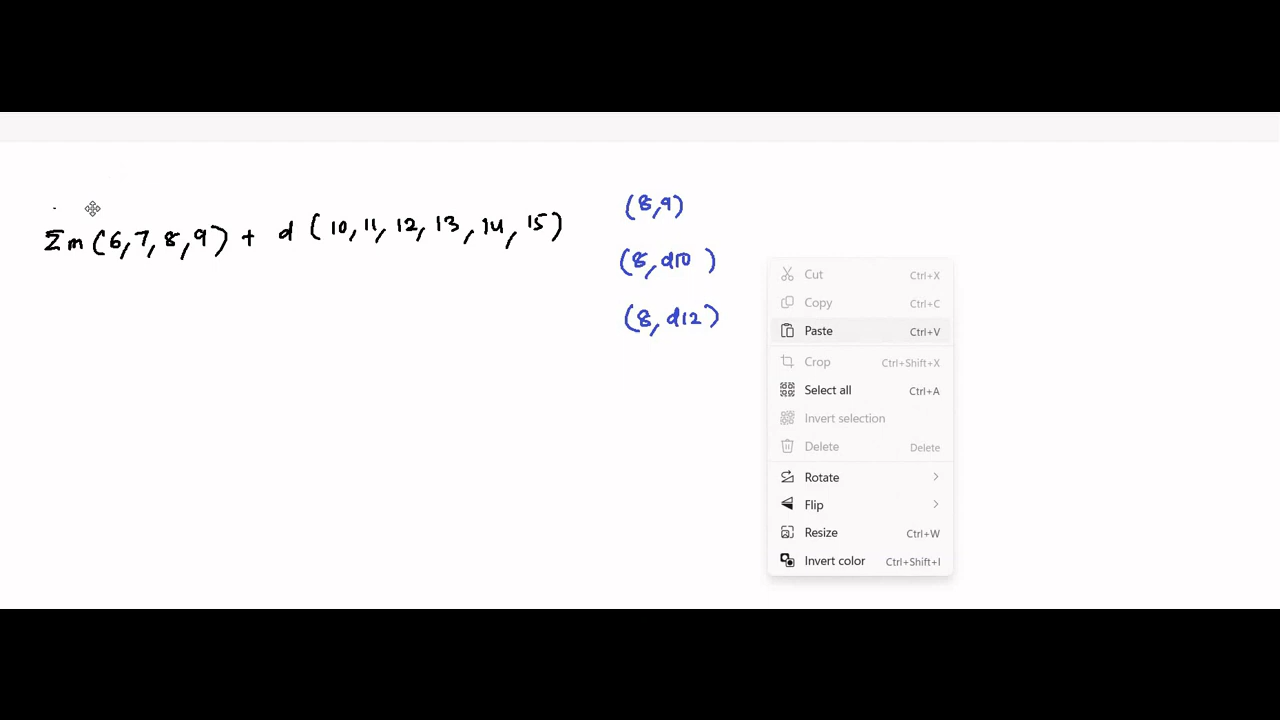 Σm (6,7,8,9) + d (10,11,12,13,14,15)
(8,9)
(8,d10 )
(8,d12)
Cut Ctrl+X
Copy Ctrl+C
Paste Ctrl+V
Crop Ctrl+Shift+X
Select all Ctrl+A
Invert selection
Delete Delete
Rotate
Flip
Resize Ctrl+W
Invert color Ctrl+Shift+I